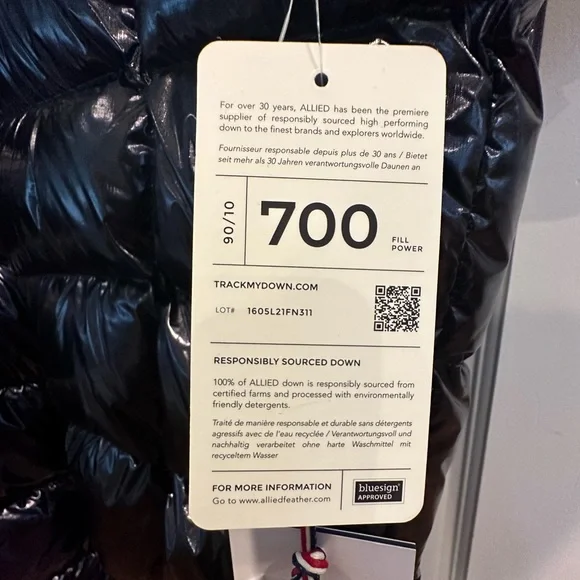 For over 30 years, ALLIED has been the premiere
supplier of responsibly sourced high performing
down to the finest brands and explorers worldwide.
Fournisseur responsable depuis plus de 30 ans / Bietet
seit mehr als 30 Jahren verantwortungsvolle Daunen an
90/10
700
FILL
POWER
TRACKMYDOWN.COM
LOT# 1605L21FN311
RESPONSIBLY SOURCED DOWN
100% of ALLIED down is responsibly sourced from
certified farms and processed with environmentally
friendly detergents.
Traité de manière responsable et durable sans détergents
agressifs avec de l'eau recyclée / Verantwortungsvoll und
nachhaltig verarbeitet ohne harte Waschmittel mit
recyceltem Wasser
FOR MORE INFORMATION
Go to www.alliedfeather.com
bluesign®
APPROVED